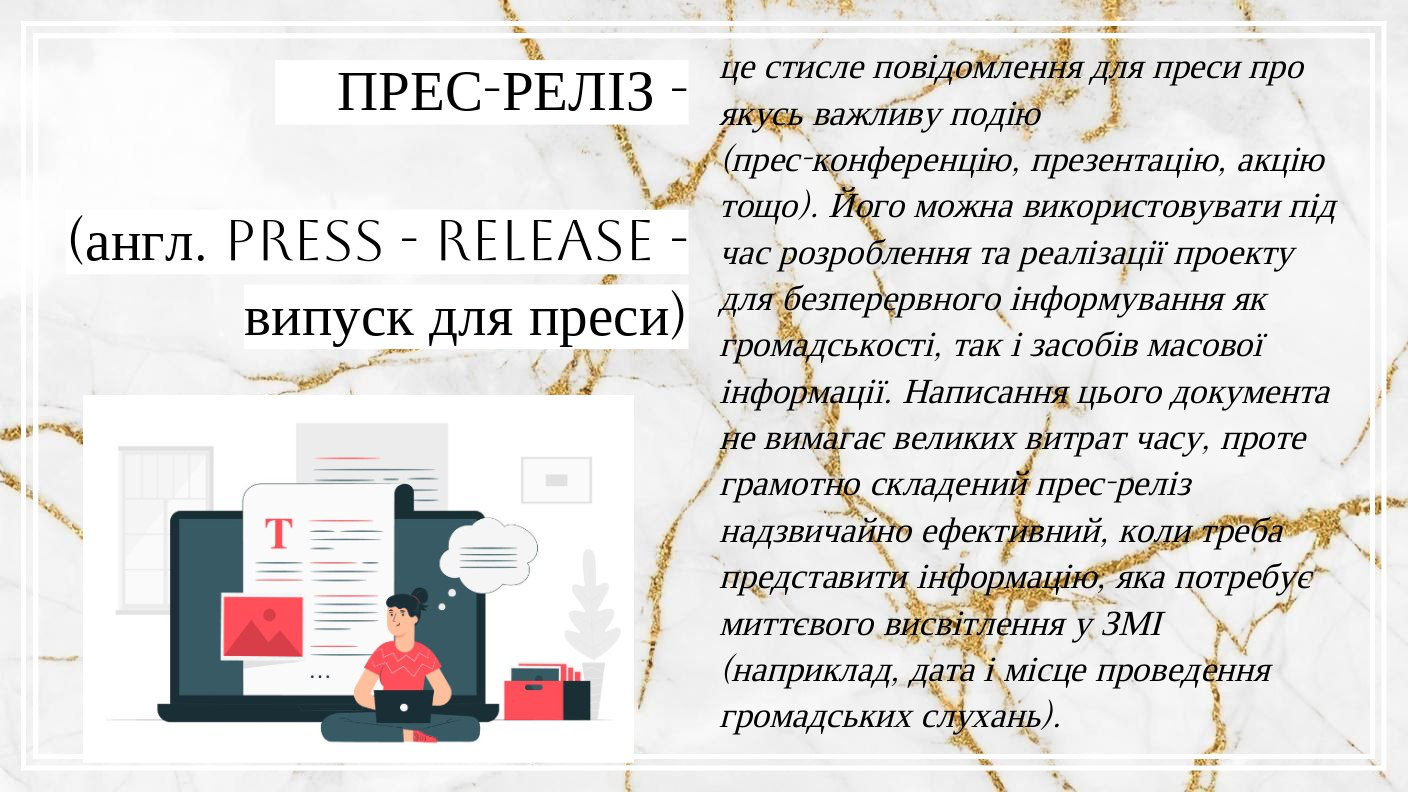 ПРЕС-РЕЛІЗ -
(англ. PRESS - RELEASE -
випуск для преси)
це стисле повідомлення для преси про
якусь важливу подію
(прес-конференцію, презентацію, акцію
тощо). Його можна використовувати під
час розроблення та реалізації проекту
для безперервного інформування як
громадськості, так і засобів масової
інформації. Написання цього документа
не вимагає великих витрат часу, проте
грамотно складений прес-реліз
надзвичайно ефективний, коли треба
представити інформацію, яка потребує
миттєвого висвітлення у ЗМІ
(наприклад, дата і місце проведення
громадських слухань).
T
...